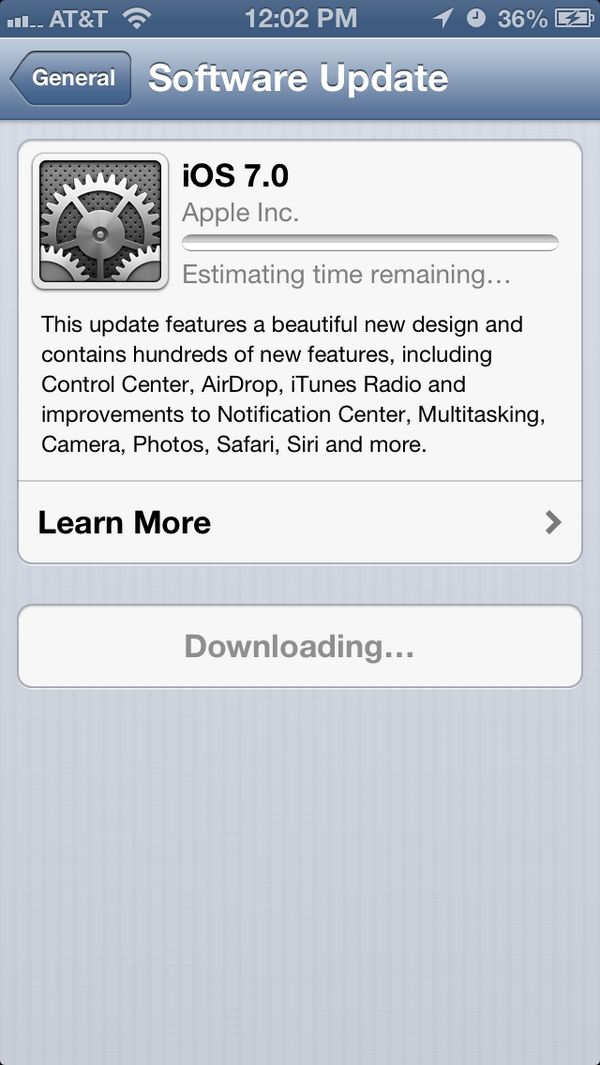 AT&T 12:02 PM 36%
General Software Update
iOS 7.0
Apple Inc.
Estimating time remaining...
This update features a beautiful new design and
contains hundreds of new features, including
Control Center, AirDrop, iTunes Radio and
improvements to Notification Center, Multitasking,
Camera, Photos, Safari, Siri and more.
Learn More
Downloading...